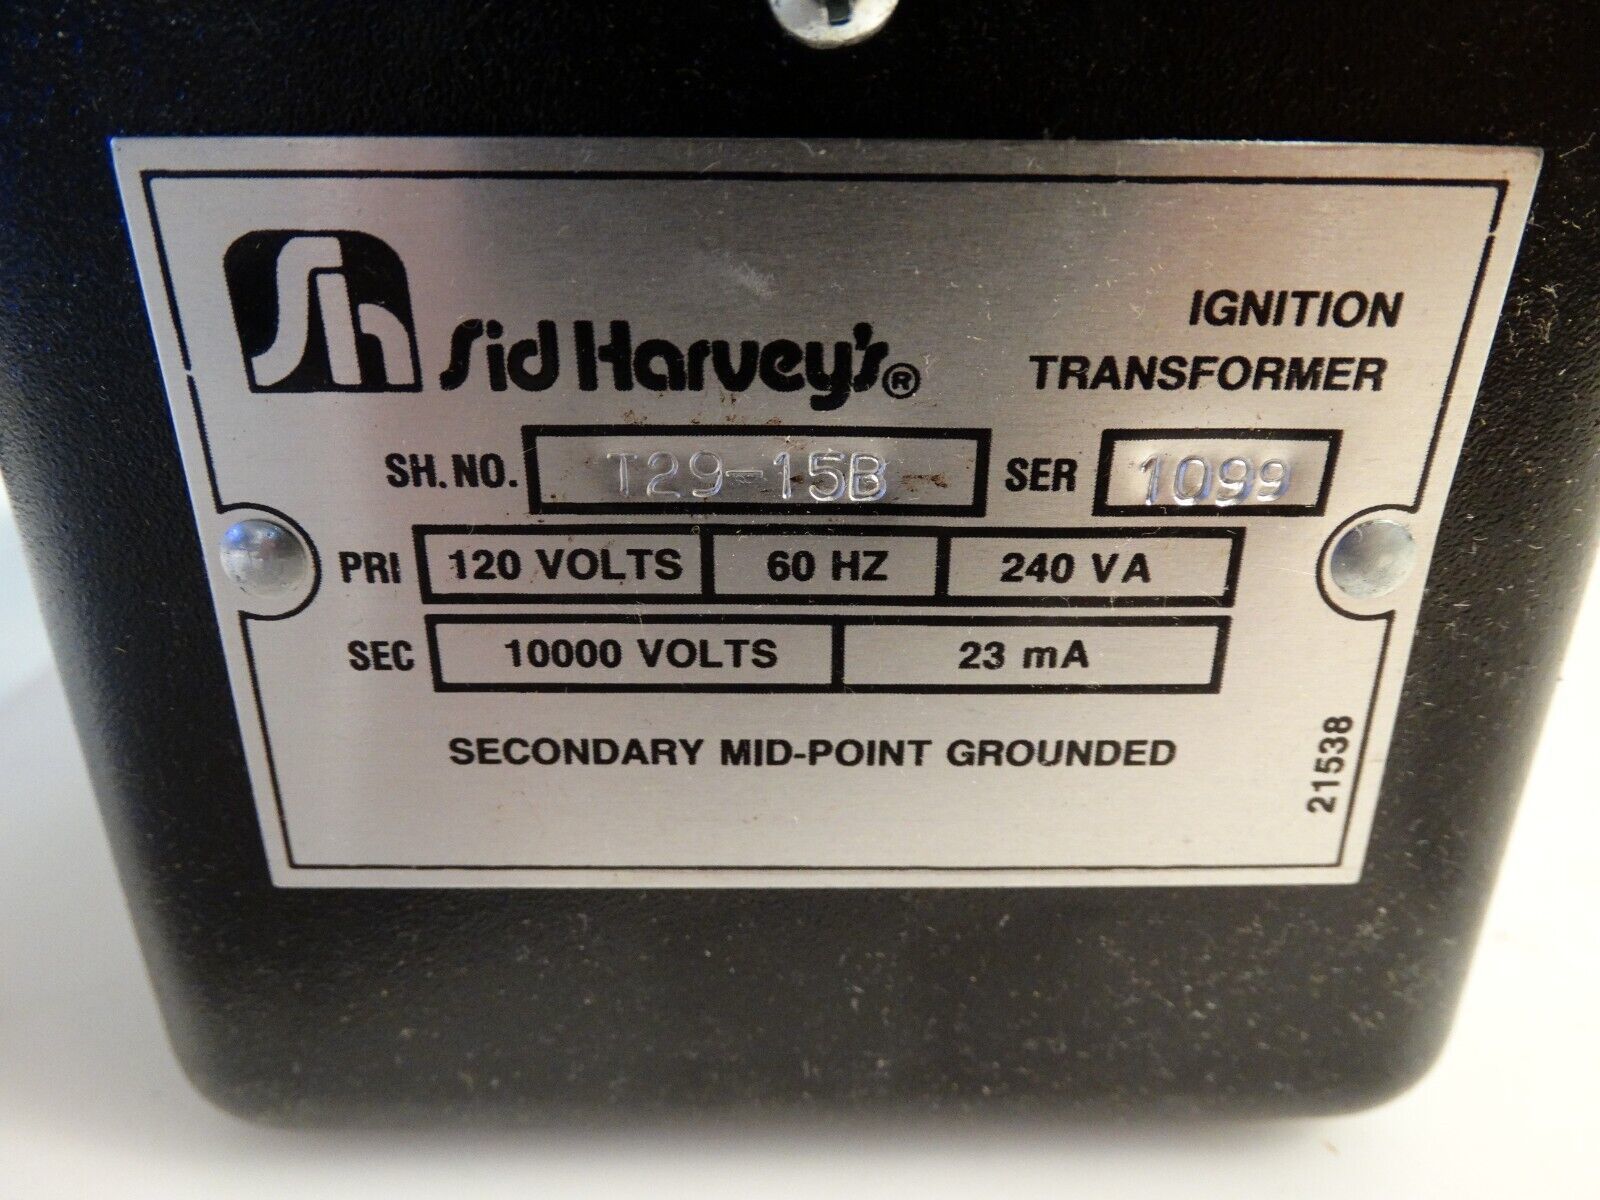 Sh
Sid Harvey's®
IGNITION
TRANSFORMER
SH. NO. T29-15B SER 1099
PRI 120 VOLTS 60 HZ 240 VA
SEC 10000 VOLTS 23 mA
SECONDARY MID-POINT GROUNDED
21538